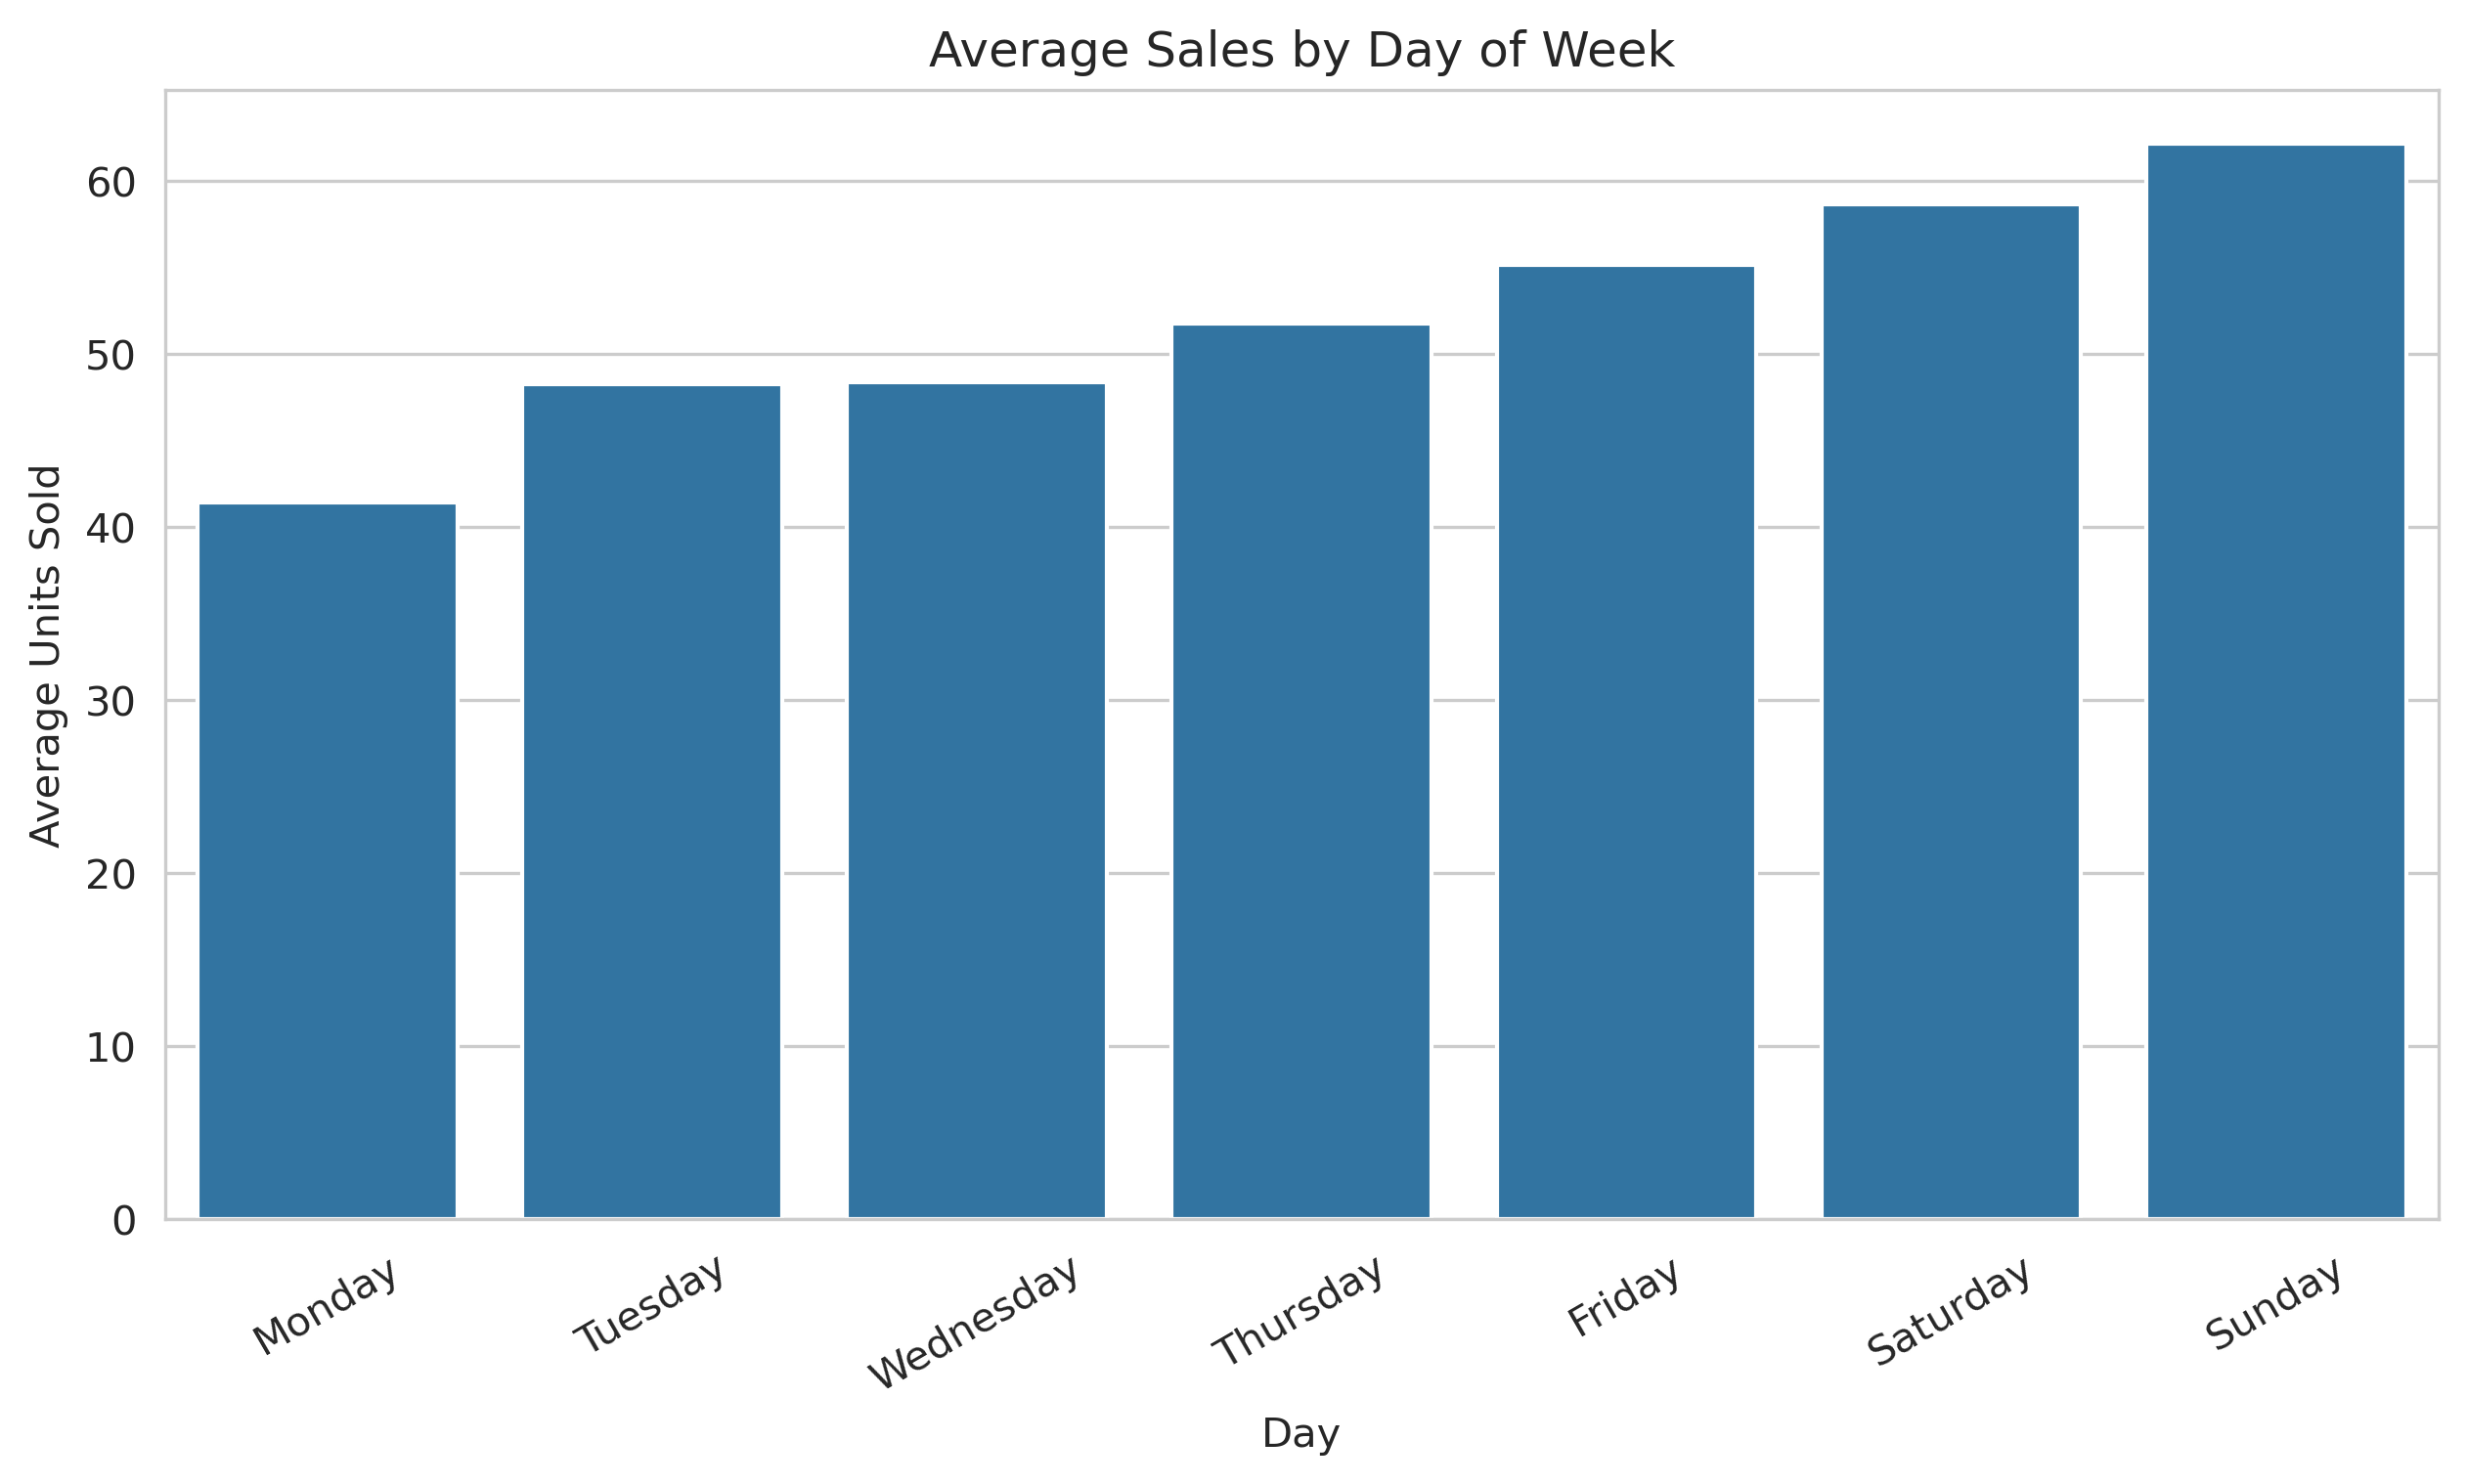 Average Sales by Day of Week
Average Units Sold
60
50
40
30
20
10
0
Monday
Tuesday
Wednesday
Thursday
Friday
Saturday
Sunday
Day